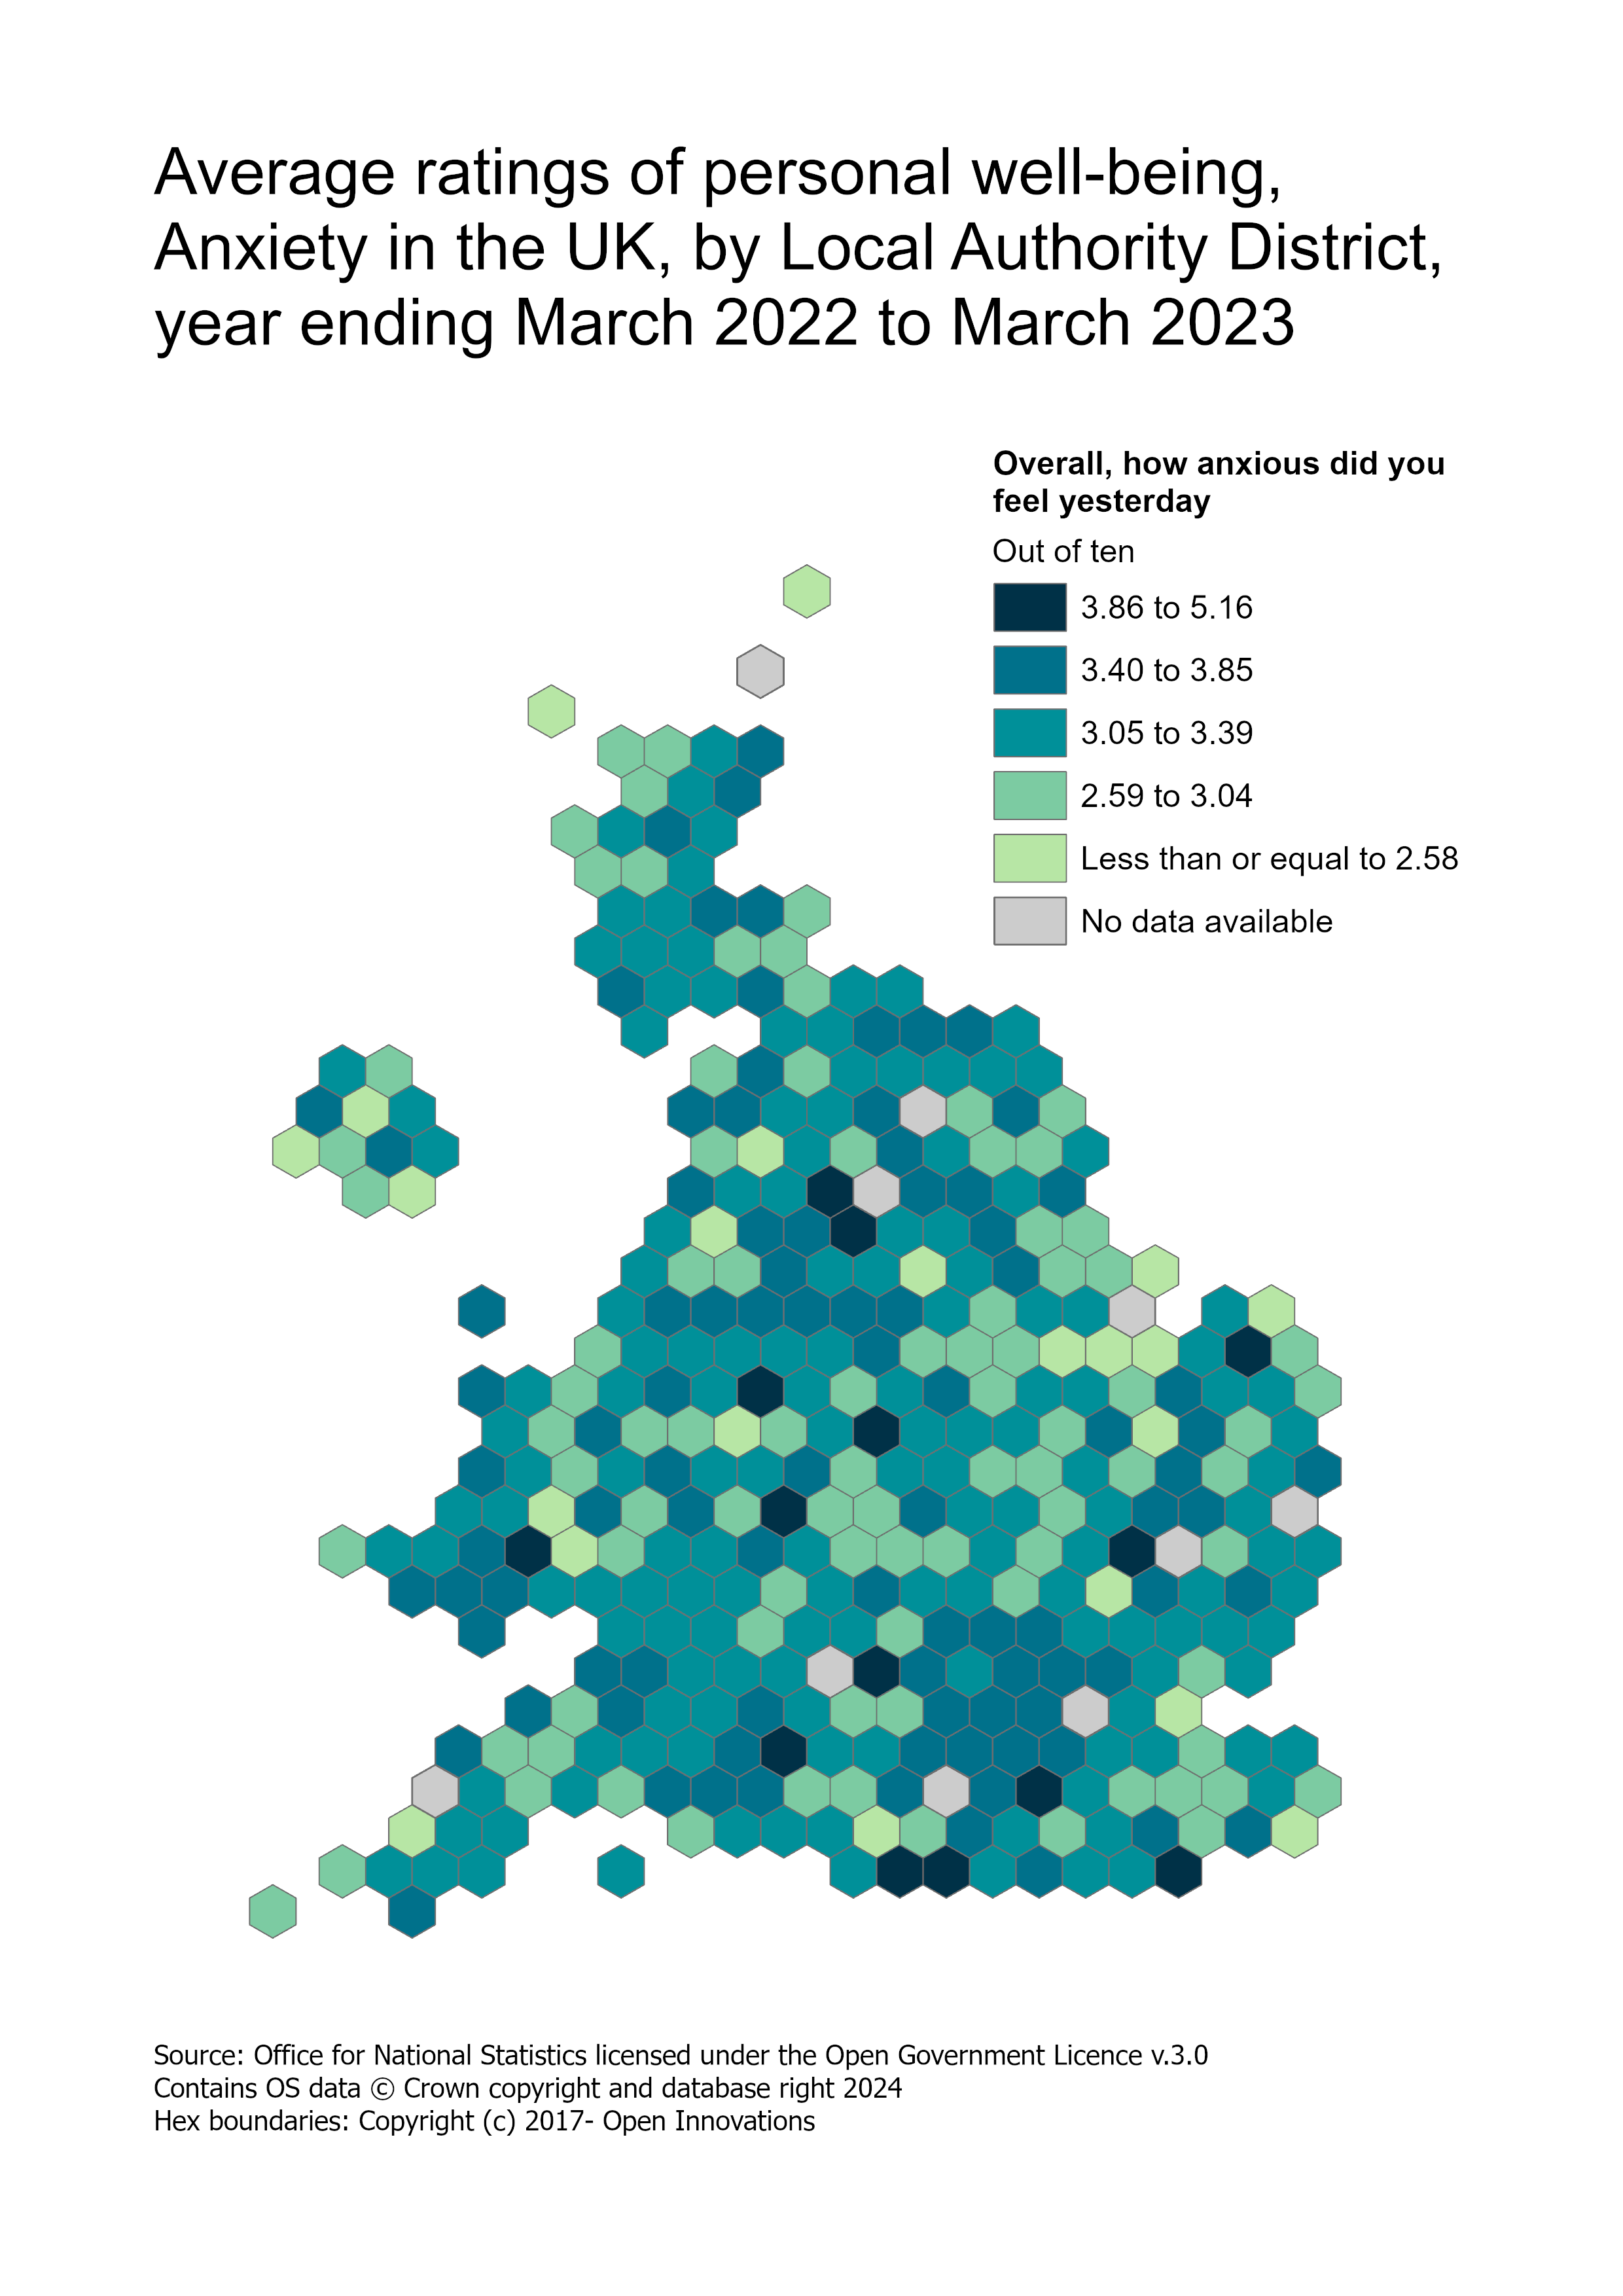 Average ratings of personal well-being,
Anxiety in the UK, by Local Authority District,
year ending March 2022 to March 2023
Overall, how anxious did you
feel yesterday
Out of ten
3.86 to 5.16
3.40 to 3.85
3.05 to 3.39
2.59 to 3.04
Less than or equal to 2.58
No data available
Source: Office for National Statistics licensed under the Open Government Licence v.3.0
Contains OS data © Crown copyright and database right 2024
Hex boundaries: Copyright (c) 2017- Open Innovations